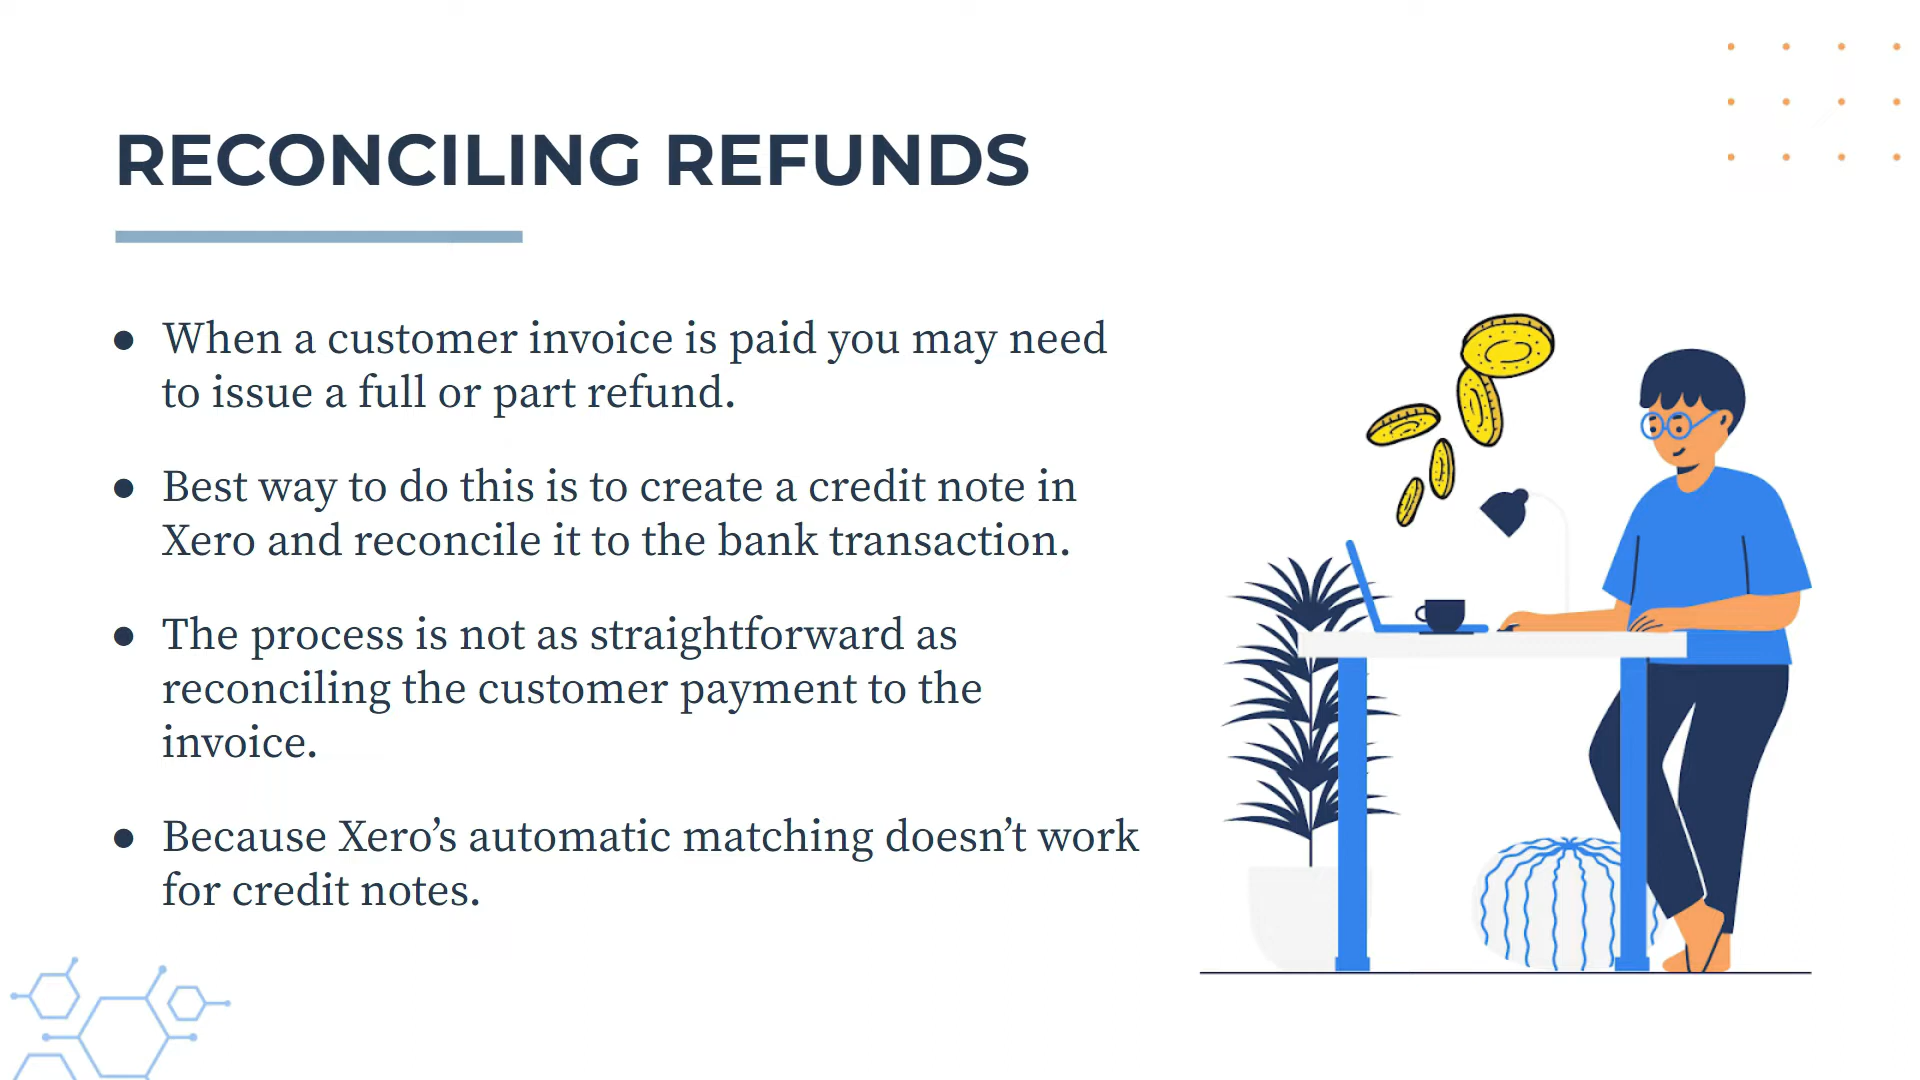 RECONCILING REFUNDS
● When a customer invoice is paid you may need
to issue a full or part refund.
● Best way to do this is to create a credit note in
Xero and reconcile it to the bank transaction.
● The process is not as straightforward as
reconciling the customer payment to the
invoice.
● Because Xero’s automatic matching doesn’t work
for credit notes.